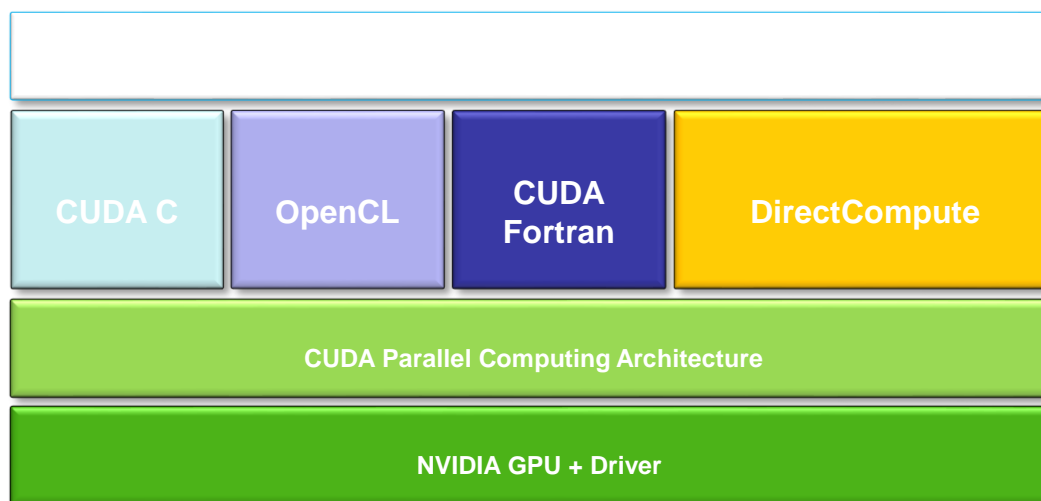 CUDA C
OpenCL
CUDA
Fortran
DirectCompute
CUDA Parallel Computing Architecture
NVIDIA GPU + Driver